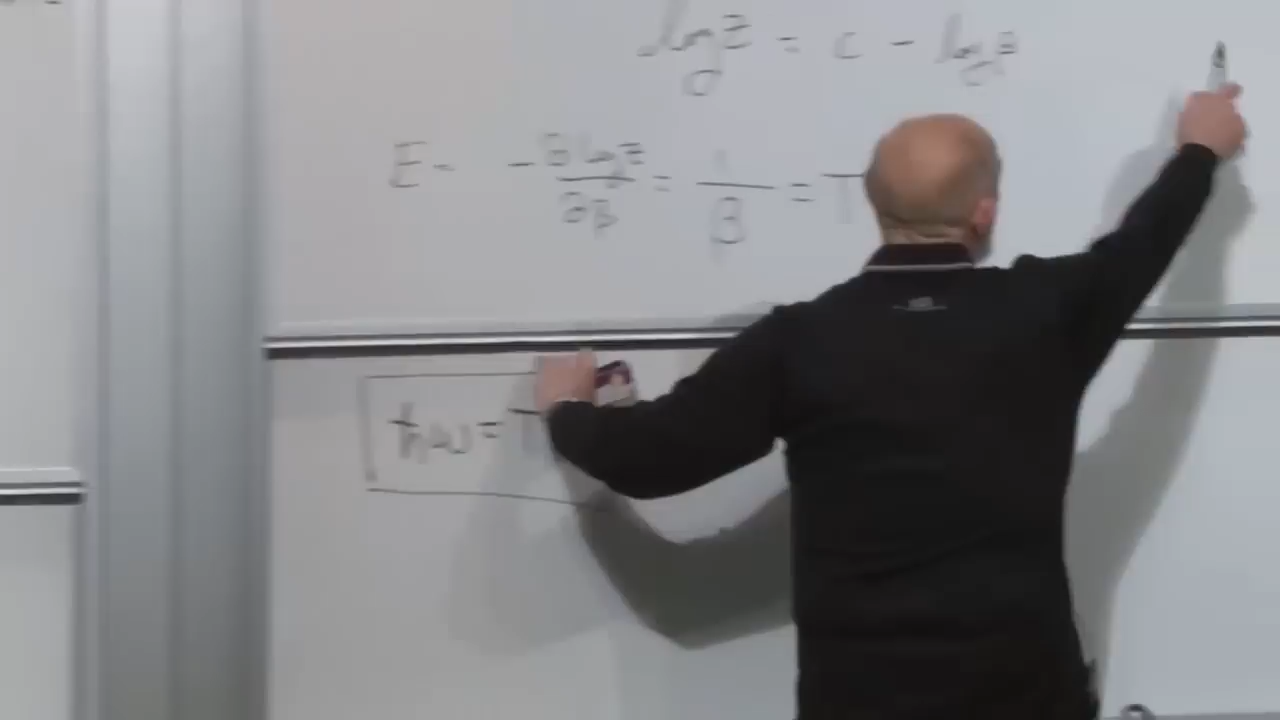 log Z = c - log β
E = -∂ log Z / ∂β = 1 / β = T
ħω = T